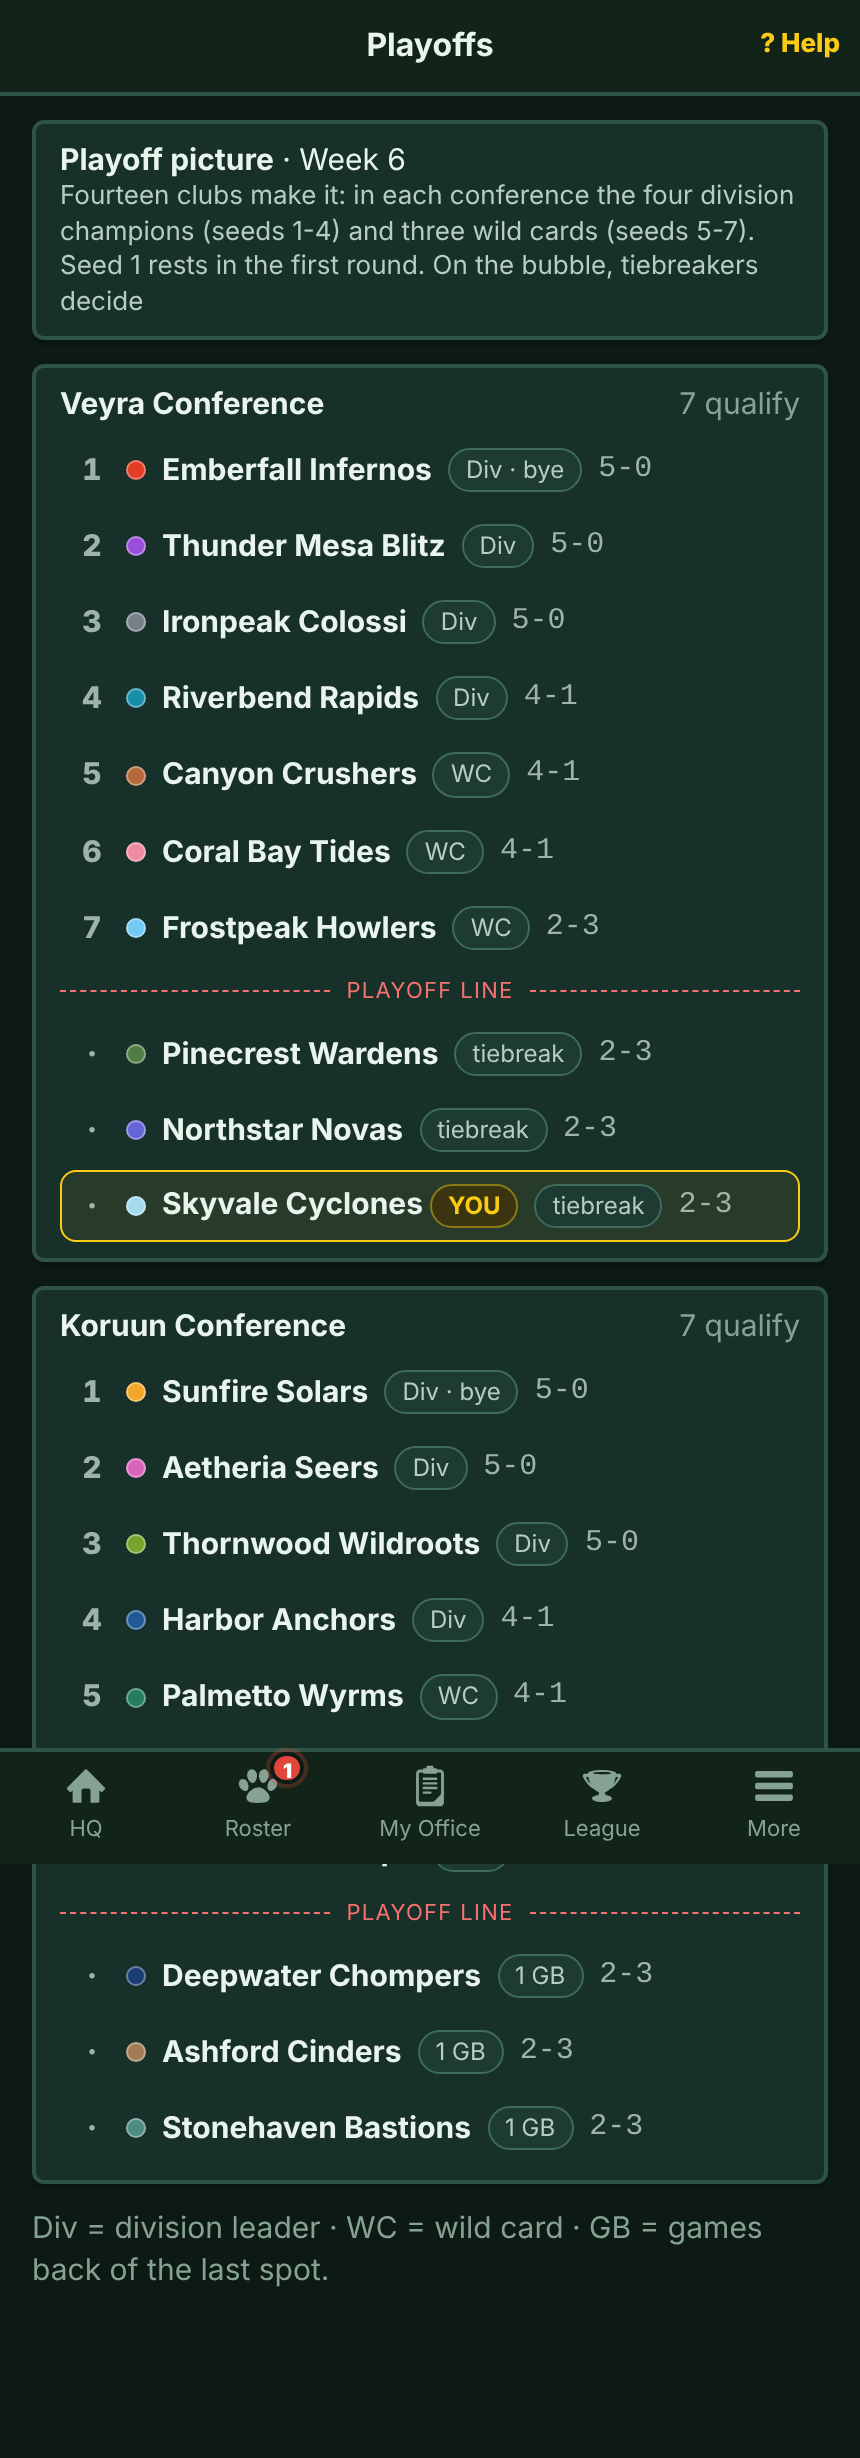 Playoffs
? Help
Playoff picture · Week 6
Fourteen clubs make it: in each conference the four division
champions (seeds 1-4) and three wild cards (seeds 5-7).
Seed 1 rests in the first round. On the bubble, tiebreakers
decide
Veyra Conference 7 qualify
1 Emberfall Infernos Div · bye 5-0
2 Thunder Mesa Blitz Div 5-0
3 Ironpeak Colossi Div 5-0
4 Riverbend Rapids Div 4-1
5 Canyon Crushers WC 4-1
6 Coral Bay Tides WC 4-1
7 Frostpeak Howlers WC 2-3
PLAYOFF LINE
· Pinecrest Wardens tiebreak 2-3
· Northstar Novas tiebreak 2-3
· Skyvale Cyclones YOU tiebreak 2-3
Koruun Conference 7 qualify
1 Sunfire Solars Div · bye 5-0
2 Aetheria Seers Div 5-0
3 Thornwood Wildroots Div 5-0
4 Harbor Anchors Div 4-1
5 Palmetto Wyrms WC 4-1
1
HQ Roster My Office League More
PLAYOFF LINE
· Deepwater Chompers 1 GB 2-3
· Ashford Cinders 1 GB 2-3
· Stonehaven Bastions 1 GB 2-3
Div = division leader · WC = wild card · GB = games
back of the last spot.